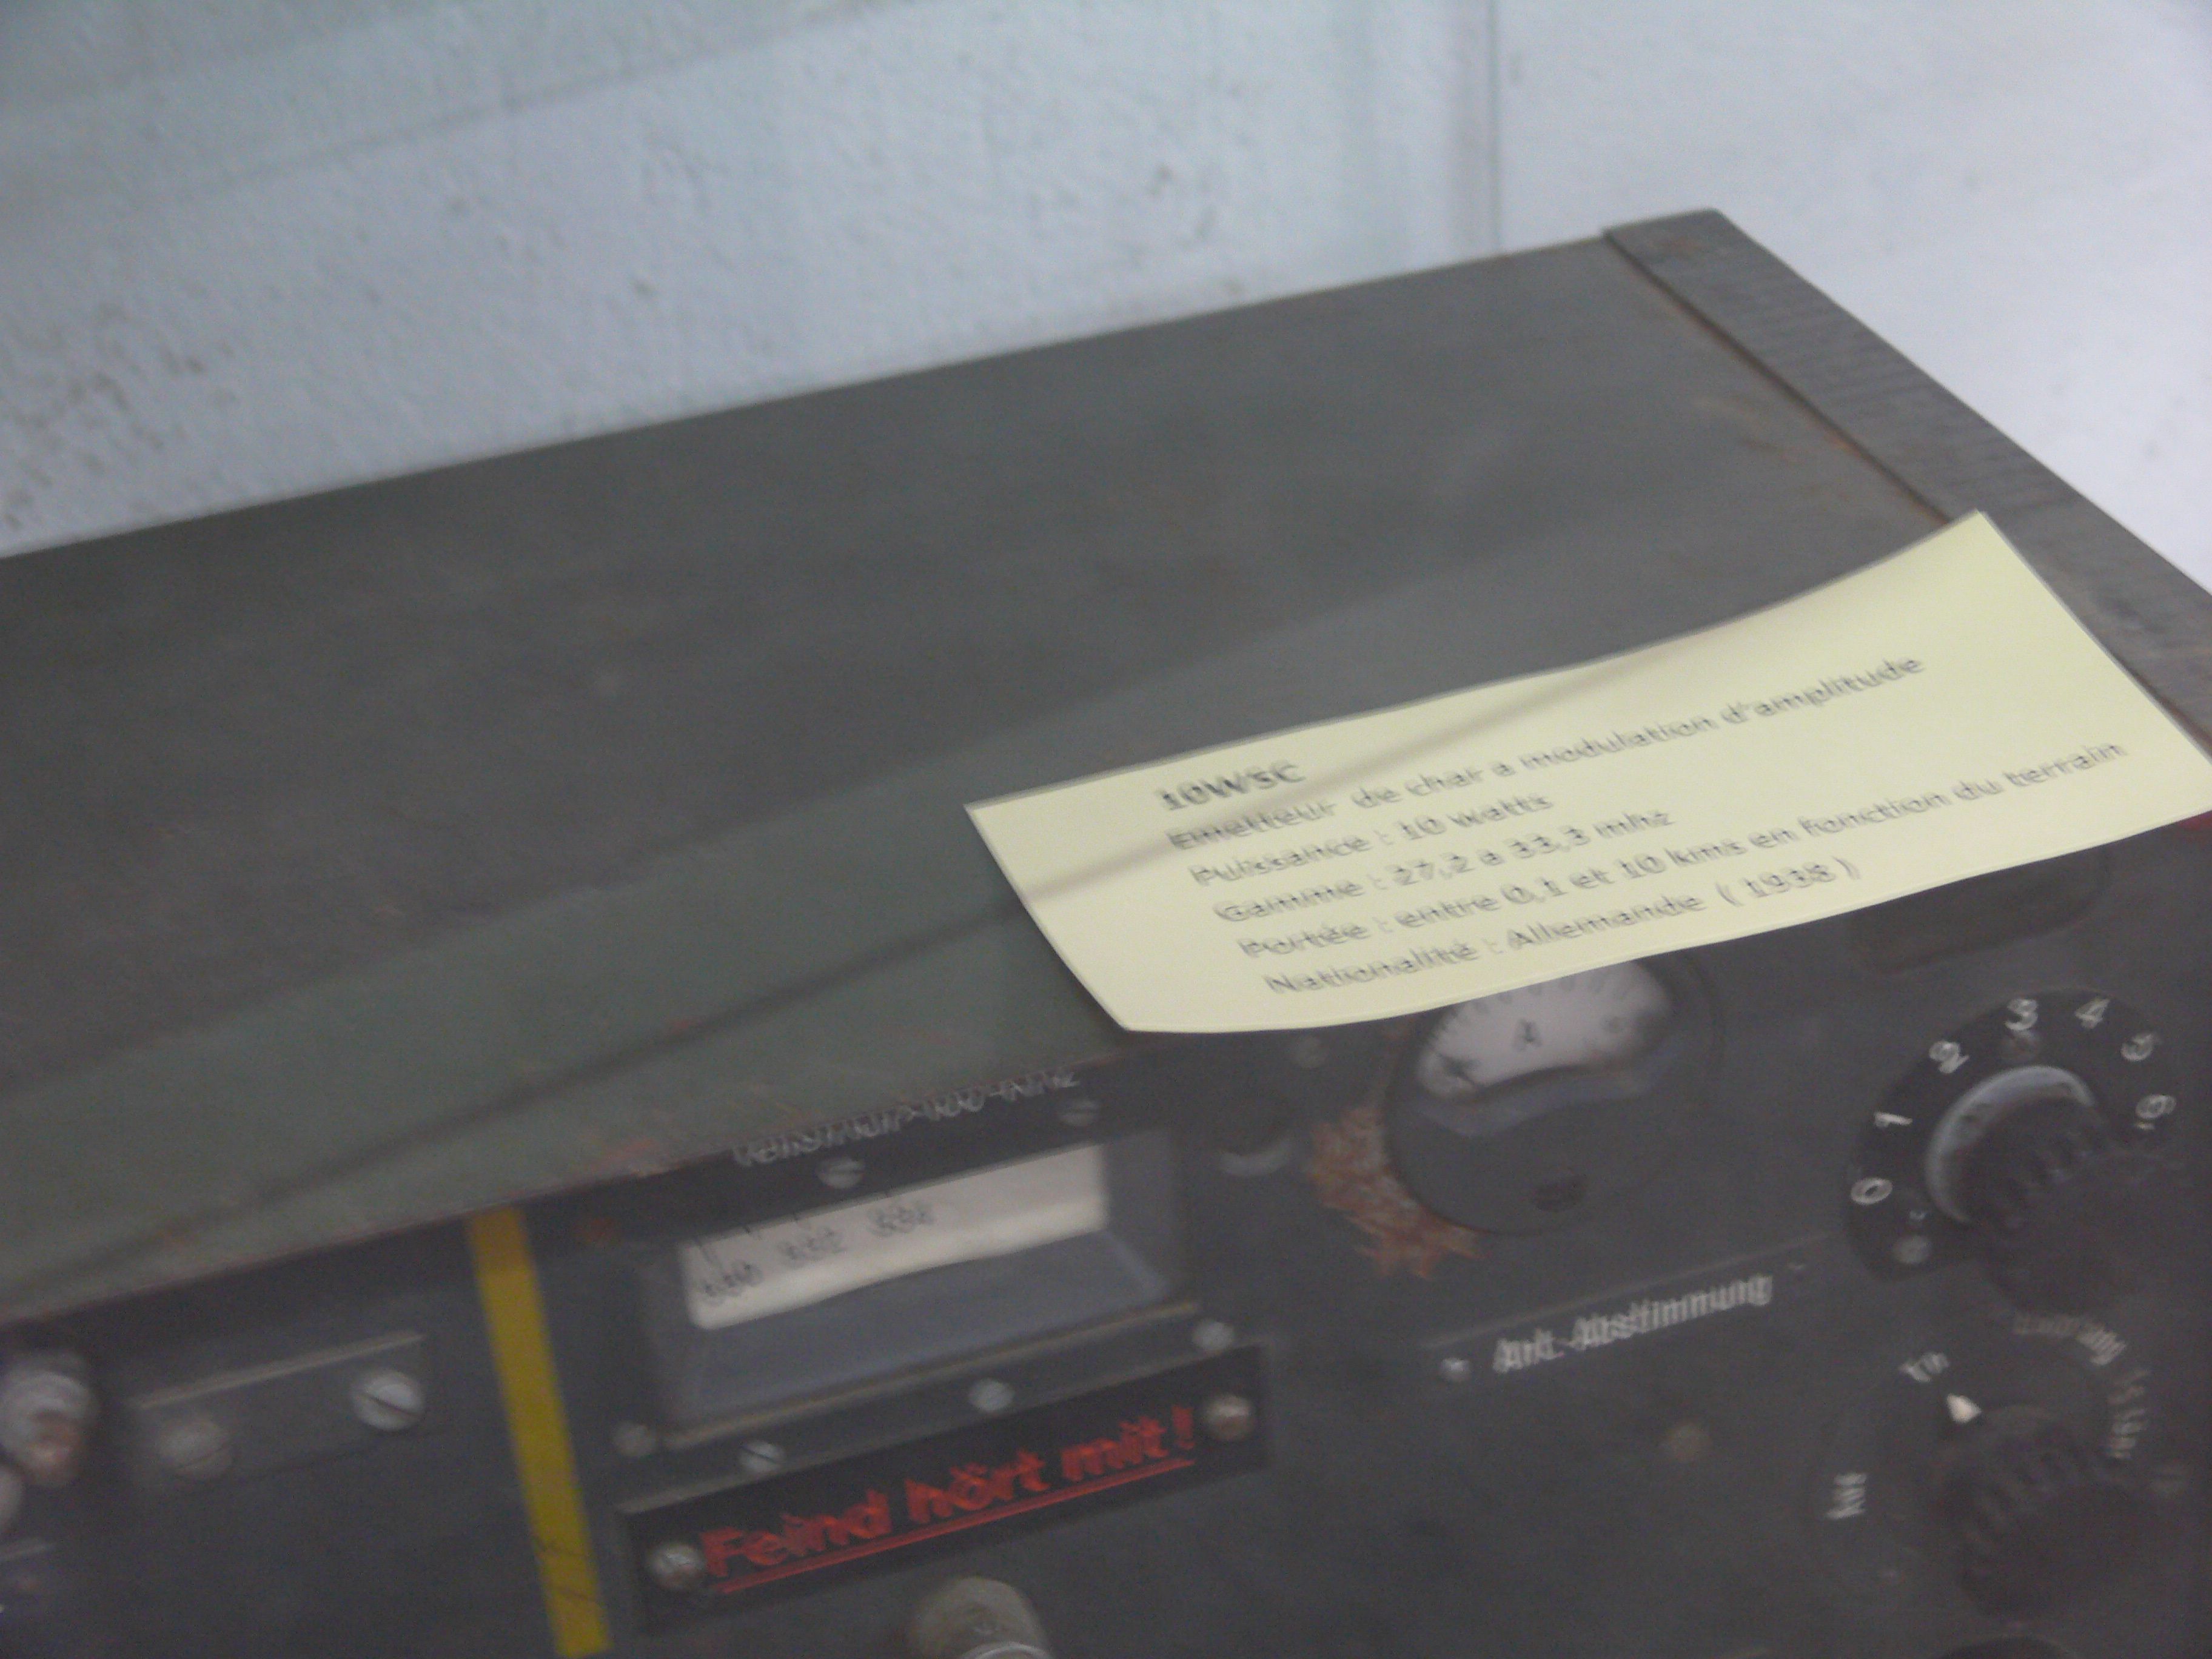 10WSC
Emetteur de char a modulation d'amplitude
Puissance : 10 watts
Gamme : 27,2 a 33,3 mhz
Portée : entre 0,1 et 10 kms en fonction du terrain
Nationalité : Allemande ( 1938 )
A
0 1 2 3 4 5 6
Ant. Abstimmung
Feind hört mit !